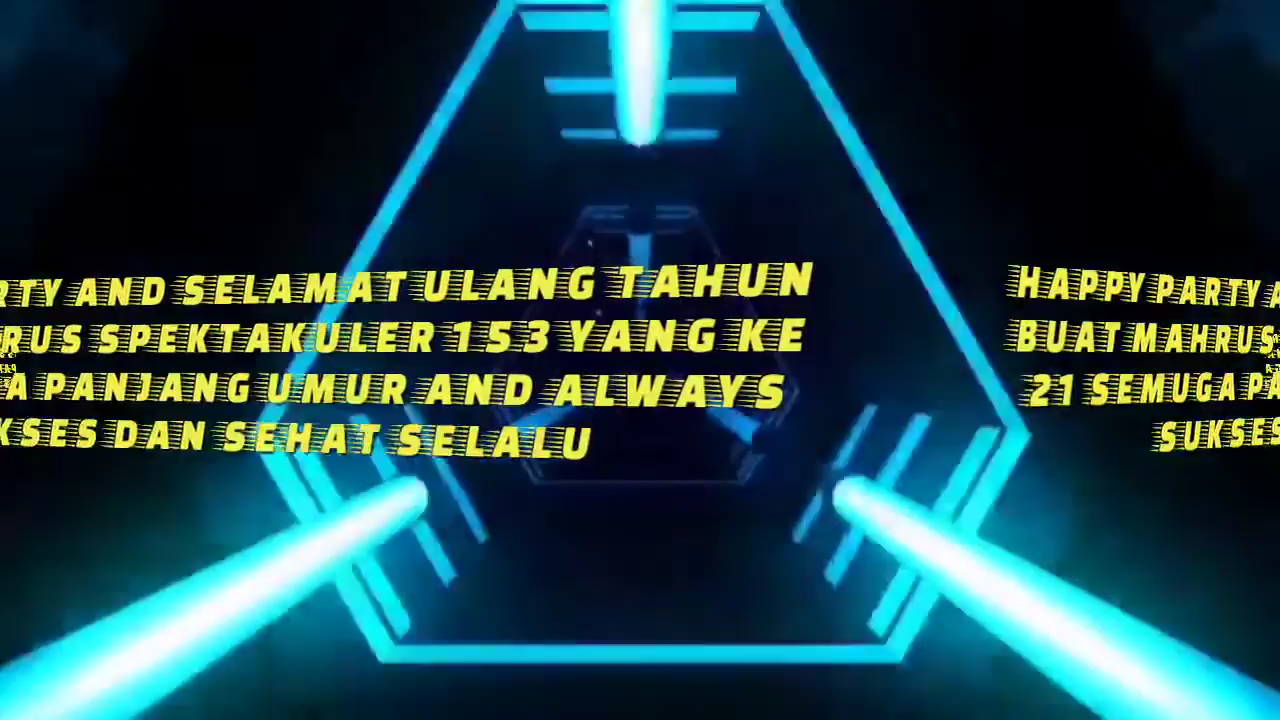 RTY AND SELAMAT ULANG TAHUN
RUS SPEKTAKULER 153 YANG KE
A PANJANG UMUR AND ALWAYS
KSES DAN SEHAT SELALU
HAPPY PARTY A
BUAT MAHRUS
21 SEMUGA PA
SUKSES